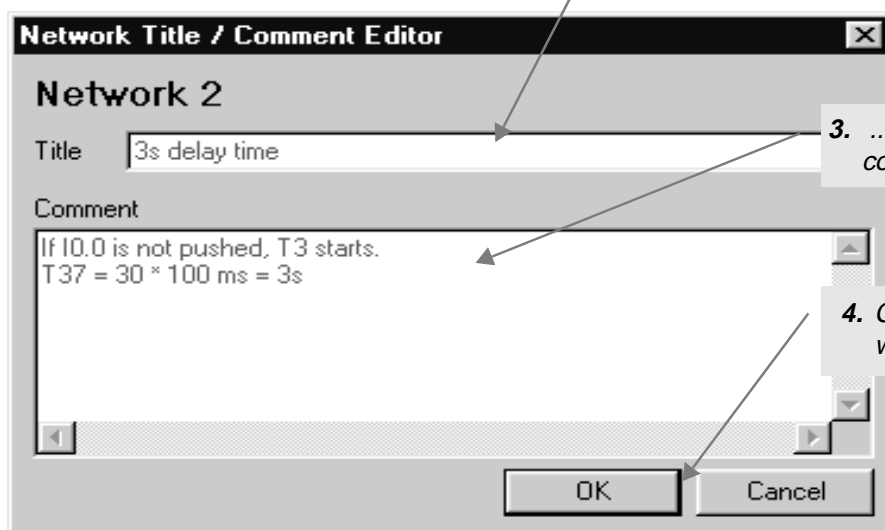 Network Title / Comment Editor
Network 2
Title 3s delay time
3. ..
Comment
If I0.0 is not pushed, T3 starts.
T37 = 30 * 100 ms = 3s
4.
OK Cancel